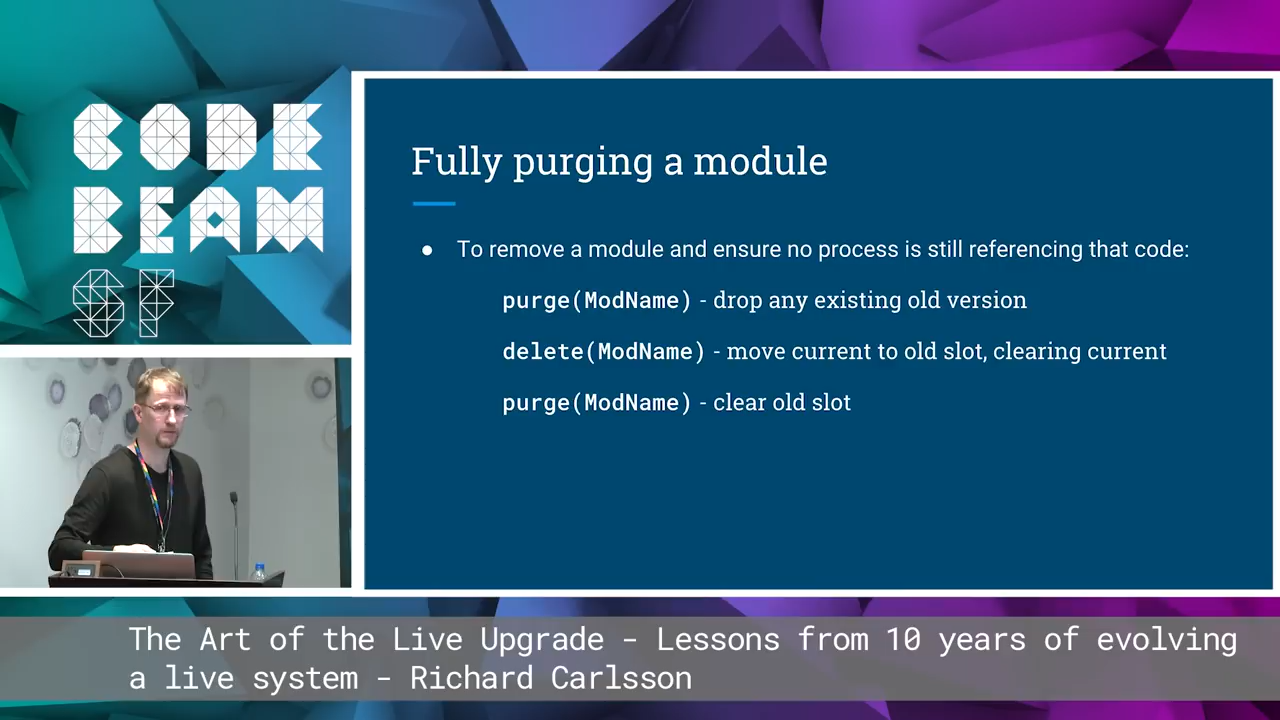 CODE
BEAM
SF
Fully purging a module
● To remove a module and ensure no process is still referencing that code:
purge(ModName) - drop any existing old version
delete(ModName) - move current to old slot, clearing current
purge(ModName) - clear old slot
The Art of the Live Upgrade - Lessons from 10 years of evolving
a live system - Richard Carlsson